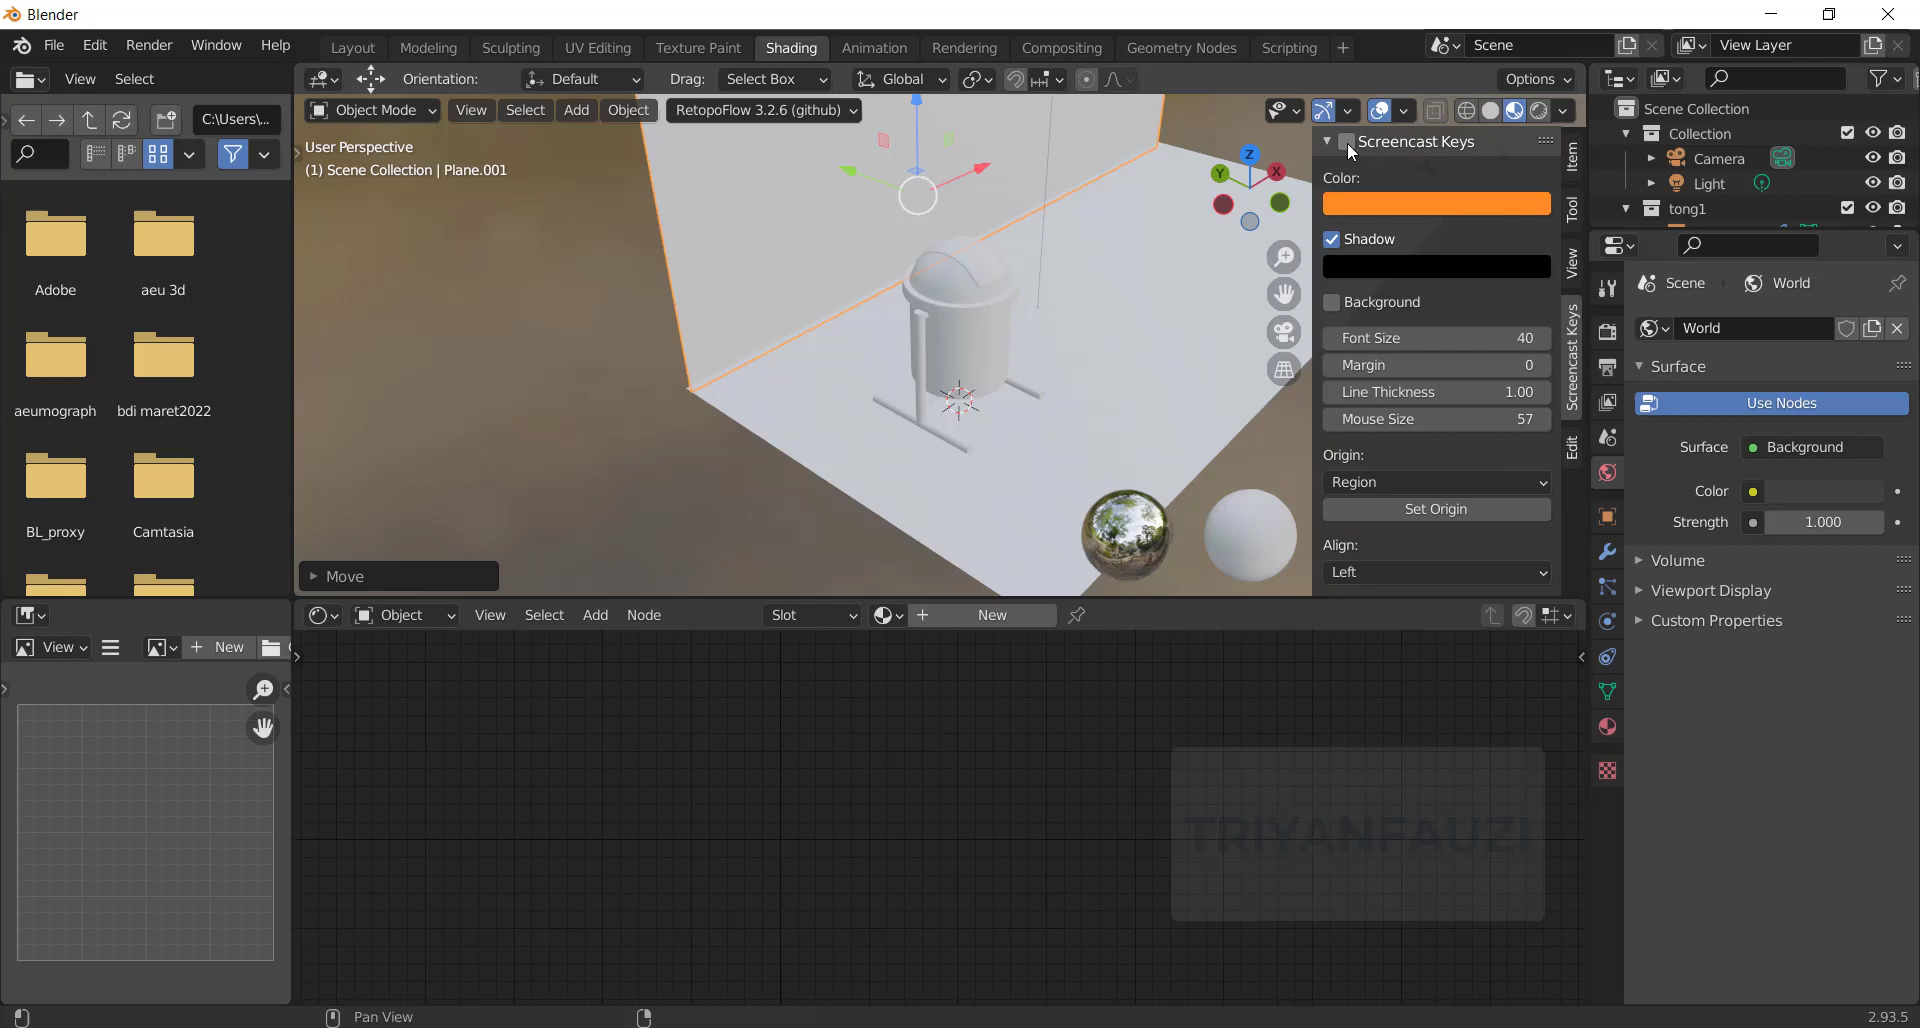 Blender
File Edit Render Window Help Layout Modeling Sculpting UV Editing Texture Paint Shading Animation Rendering Compositing Geometry Nodes Scripting + Scene View Layer
View Select Orientation: Default Drag: Select Box Global Options
C:\Users\... Object Mode View Select Add Object RetopoFlow 3.2.6 (github)
User Perspective
(1) Scene Collection | Plane.001
Adobe aeu 3d
aeumograph bdi maret2022
BL_proxy Camtasia
Move
Z
Y X
Screencast Keys
Color:
Shadow
Background
Font Size 40
Margin 0
Line Thickness 1.00
Mouse Size 57
Origin:
Region
Set Origin
Align:
Left
Item
Tool
View
Screencast Keys
Edit
Scene Collection
Collection
Camera
Light
tong1
Scene World
World
Surface
Use Nodes
Surface Background
Color
Strength 1.000
Volume
Viewport Display
Custom Properties
View + New
Object View Select Add Node Slot + New
TRIYANFAUZI
Pan View
2.93.5